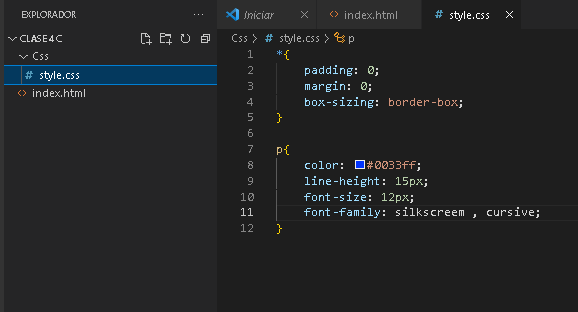 EXPLORADOR ...
CLASE4 C
Css
# style.css
<> index.html
Iniciar
<> index.html
# style.css
Css > # style.css > p
1 *{
2 padding: 0;
3 margin: 0;
4 box-sizing: border-box;
5 }
6
7 p{
8 color: #0033ff;
9 line-height: 15px;
10 font-size: 12px;
11 font-family: silkscreem , cursive;
12 }